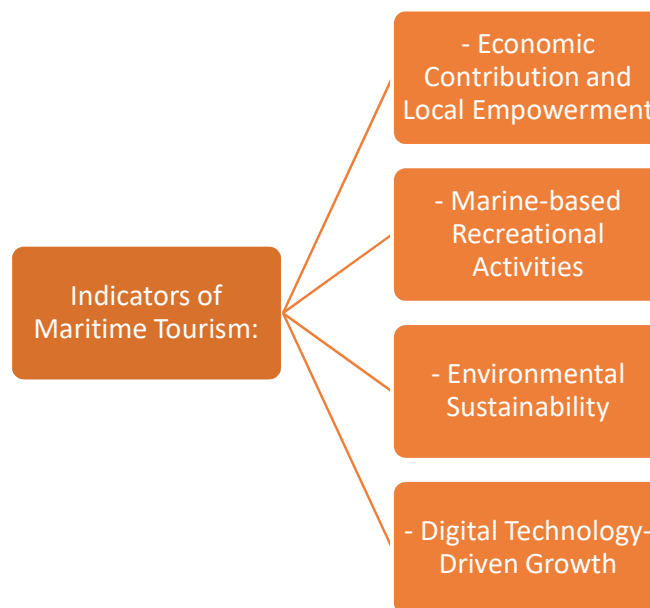 - Economic
Contribution and
Local Empowerment
- Marine-based
Recreational
Activities
Indicators of
Maritime Tourism:
- Environmental
Sustainability
- Digital Technology-
Driven Growth